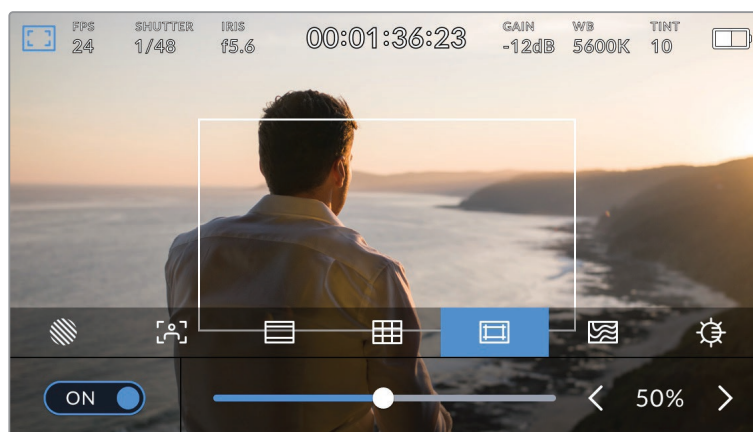 FPS SHUTTER IRIS 00:01:36:23 GAIN WB TINT
24 1/48 f5.6 -12dB 5600K 10
ON 50%